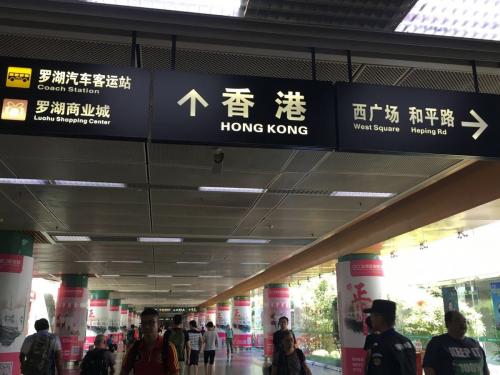 罗湖汽车客运站
Coach Station
罗湖商业城
Luohu Shopping Center
香港
HONG KONG
西广场 和平路
West Square Heping Rd